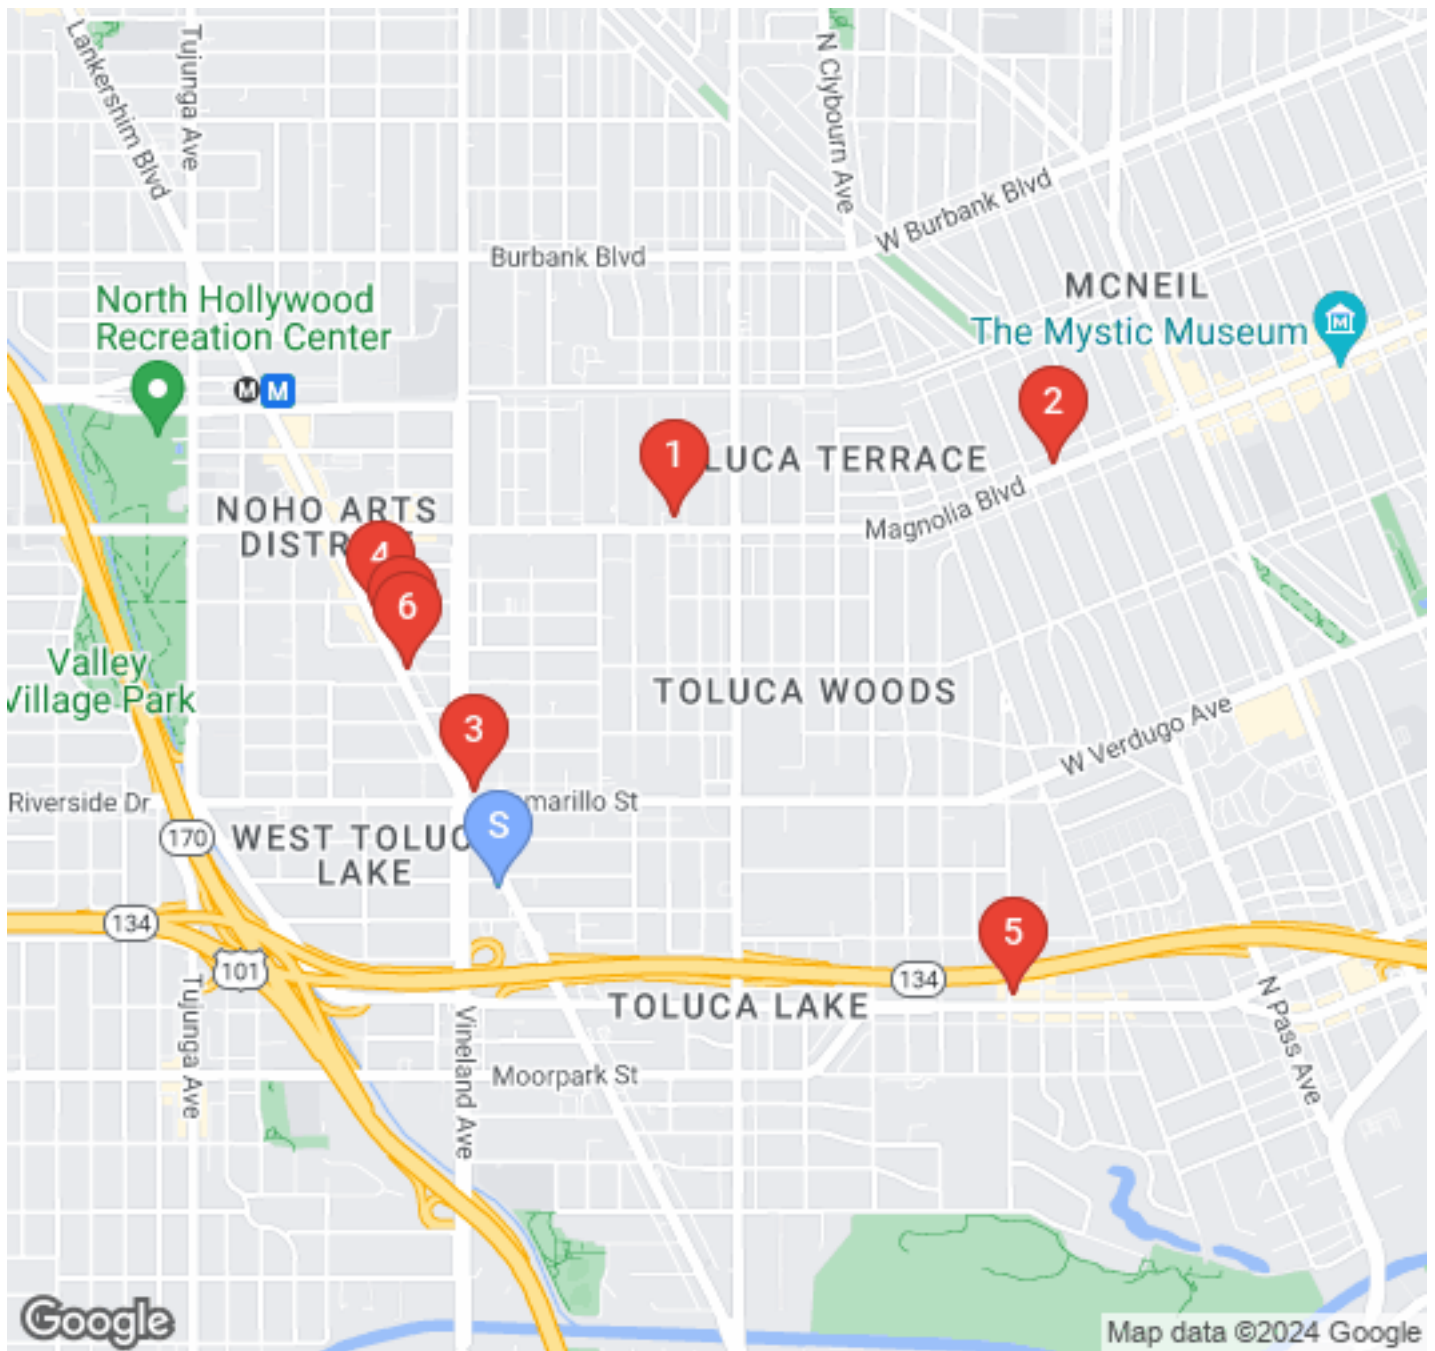 Lankershim Blvd
Tujunga Ave
N Clybourn Ave
W Burbank Blvd
Burbank Blvd
MCNEIL
North Hollywood
Recreation Center
The Mystic Museum
M
M
2
1
LUCA TERRACE
Magnolia Blvd
NOHO ARTS
DISTR
4
6
Valley
Village Park
TOLUCA WOODS
3
W Verdugo Ave
Riverside Dr
marillo St
S
170
WEST TOLUC
LAKE
134
5
101
134
TOLUCA LAKE
Tujunga Ave
Vineland Ave
N Pass Ave
Moorpark St
Google
Map data ©2024 Google